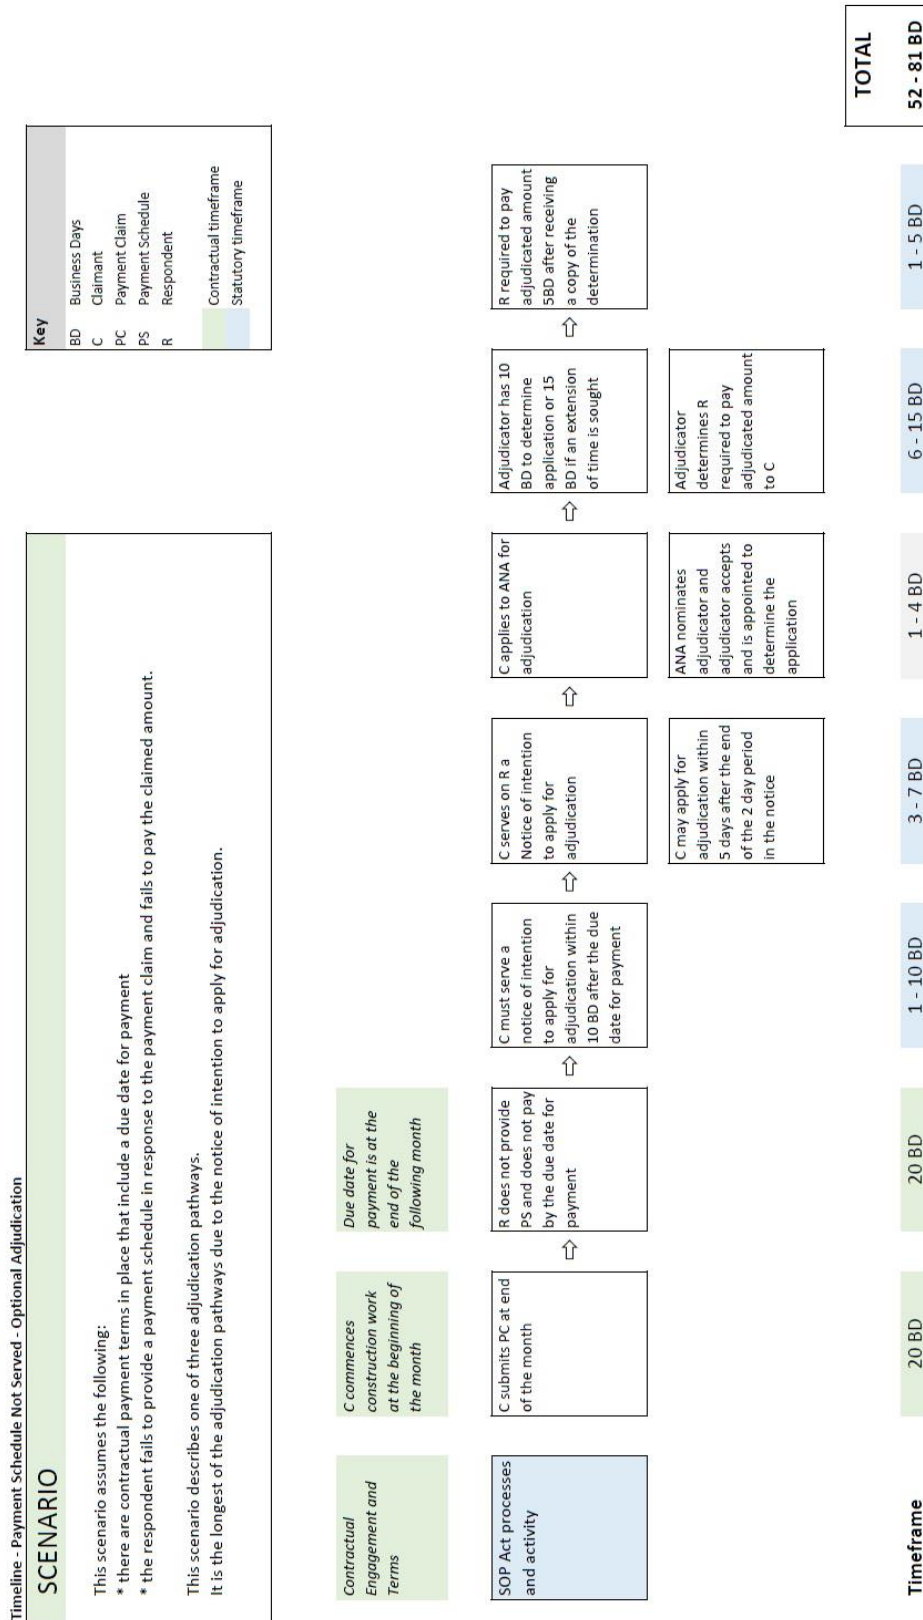 Timeline - Payment Schedule Not Served - Optional Adjudication
SCENARIO
This scenario assumes the following:
* there are contractual payment terms in place that include a due date for payment
* the respondent fails to provide a payment schedule in response to the payment claim and fails to pay the claimed amount.
This scenario describes one of three adjudication pathways.
It is the longest of the adjudication pathways due to the notice of intention to apply for adjudication.
Key
BD Business Days
C Claimant
PC Payment Claim
PS Payment Schedule
R Respondent
Contractual timeframe
Statutory timeframe
Contractual
Engagement and
Terms
C commences
construction work
at the beginning of
the month
Due date for
payment is at the
end of the
following month
SOP Act processes
and activity
C submits PC at end
of the month
⇨
R does not provide
PS and does not pay
by the due date for
payment
⇨
C must serve a
notice of intention
to apply for
adjudication within
10 BD after the due
date for payment
⇨
C serves on R a
Notice of intention
to apply for
adjudication
⇨
C applies to ANA for
adjudication
⇨
Adjudicator has 10
BD to determine
application or 15
BD if an extension
of time is sought
⇨
R required to pay
adjudicated amount
5BD after receiving
a copy of the
determination
C may apply for
adjudication within
5 days after the end
of the 2 day period
in the notice
ANA nominates
adjudicator and
adjudicator accepts
and is appointed to
determine the
application
Adjudicator
determines R
required to pay
adjudicated amount
to C
TOTAL
Timeframe
20 BD
20 BD
1 - 10 BD
3 - 7 BD
1 - 4 BD
6 - 15 BD
1 - 5 BD
52 - 81 BD